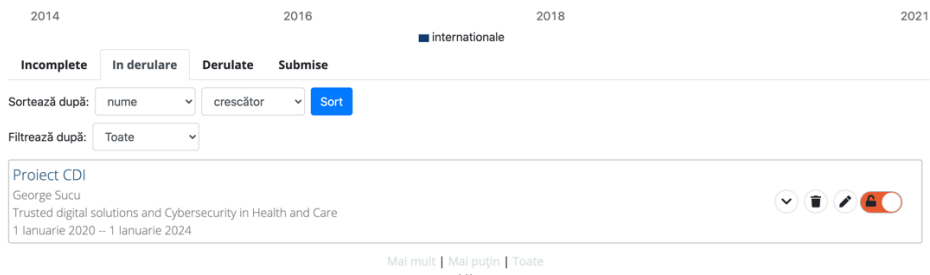 2014 2016 2018 2021
internationale
Incomplete In derulare Derulate Submise
Sortează după: nume crescător Sort
Filtrează după: Toate
Proiect CDI
George Sucu
Trusted digital solutions and Cybersecurity in Health and Care
1 Ianuarie 2020 -- 1 Ianuarie 2024
Mai mult | Mai puțin | Toate